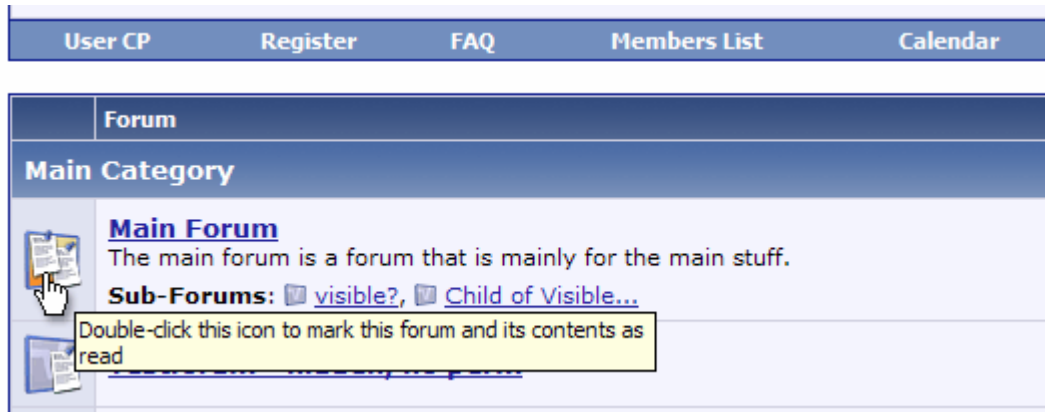 User CP Register FAQ Members List Calendar
Forum
Main Category
Main Forum
The main forum is a forum that is mainly for the main stuff.
Sub-Forums: visible?, Child of Visible...
Double-click this icon to mark this forum and its contents as
read